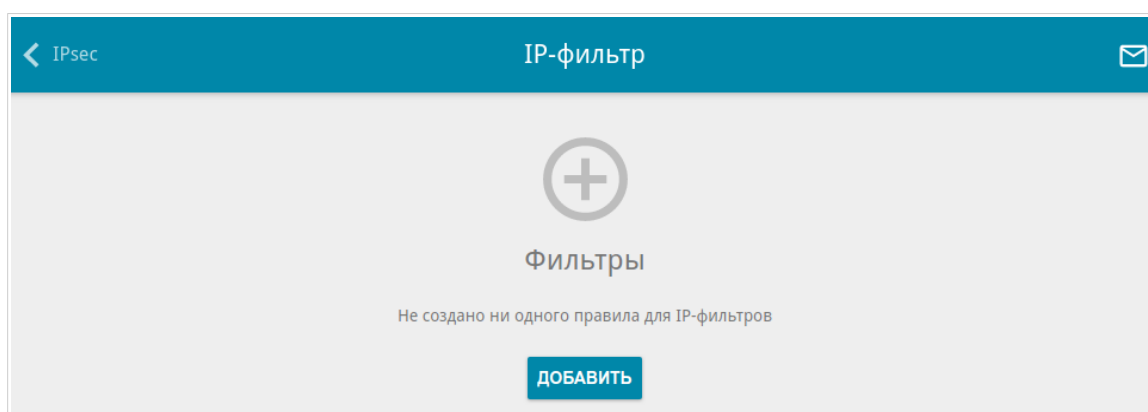 IPsec
IP-фильтр
Фильтры
Не создано ни одного правила для IP-фильтров
ДОБАВИТЬ